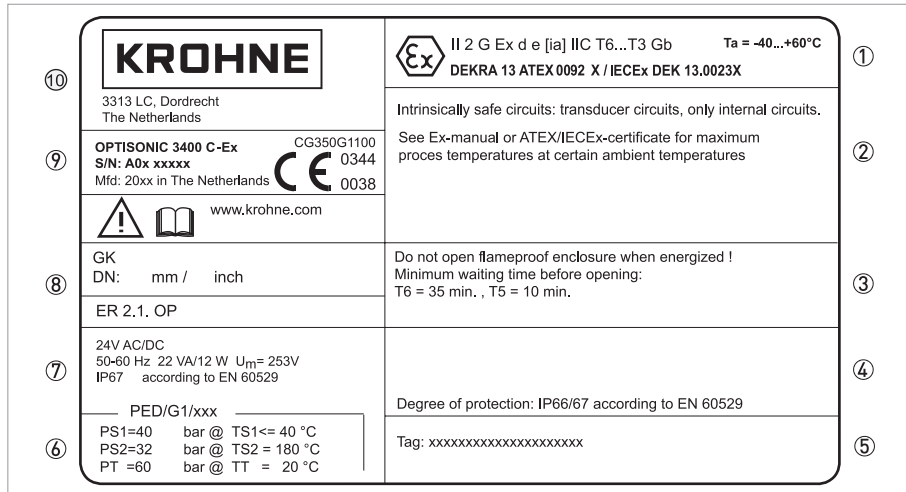 KROHNE
3313 LC, Dordrecht
The Netherlands
⑩
OPTISONIC 3400 C-Ex
S/N: A0x xxxxx
Mfd: 20xx in The Netherlands
CG350G1100
CE 0344
0038
⑨
www.krohne.com
GK
DN: mm / inch
⑧
ER 2.1. OP
24V AC/DC
50-60 Hz 22 VA/12 W Um= 253V
IP67 according to EN 60529
⑦
PED/G1/xxx
PS1=40 bar @ TS1<= 40 °C
PS2=32 bar @ TS2 = 180 °C
PT =60 bar @ TT = 20 °C
⑥
Ex II 2 G Ex d e [ia] IIC T6...T3 Gb Ta = -40...+60°C
DEKRA 13 ATEX 0092 X / IECEx DEK 13.0023X
①
Intrinsically safe circuits: transducer circuits, only internal circuits.
See Ex-manual or ATEX/IECEx-certificate for maximum
proces temperatures at certain ambient temperatures
②
Do not open flameproof enclosure when energized !
Minimum waiting time before opening:
T6 = 35 min. , T5 = 10 min.
③
④
Degree of protection: IP66/67 according to EN 60529
Tag: xxxxxxxxxxxxxxxxxxxxx
⑤